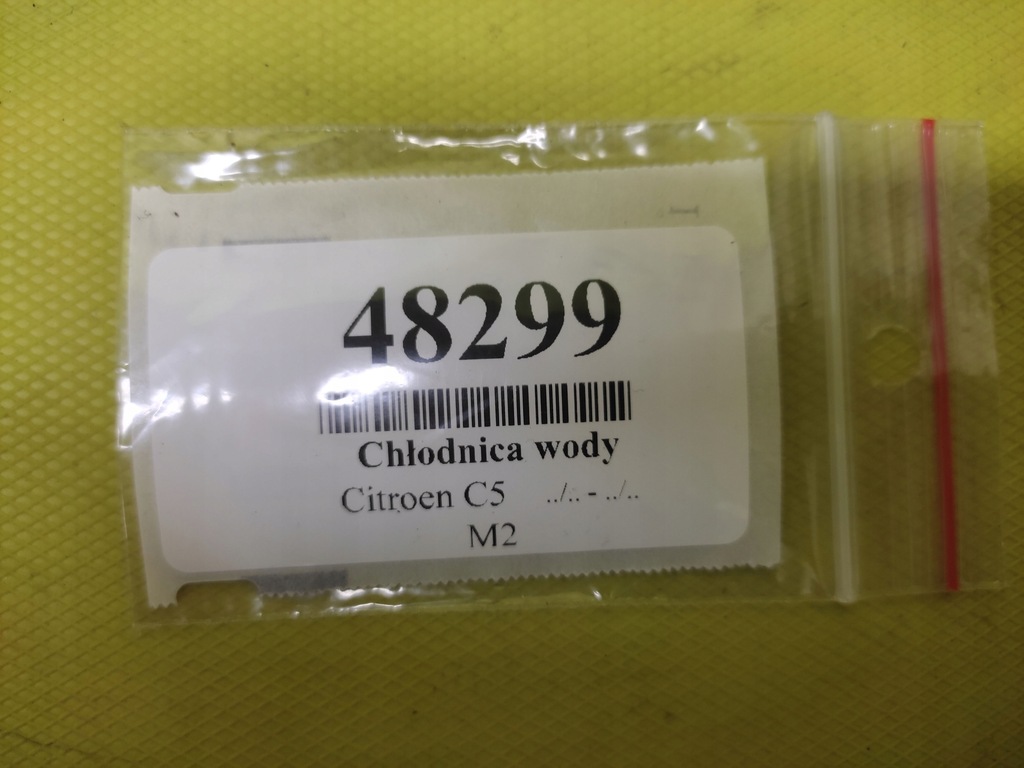 48299
Chłodnica wody
Citroen C5 ../.. - ../..
M2